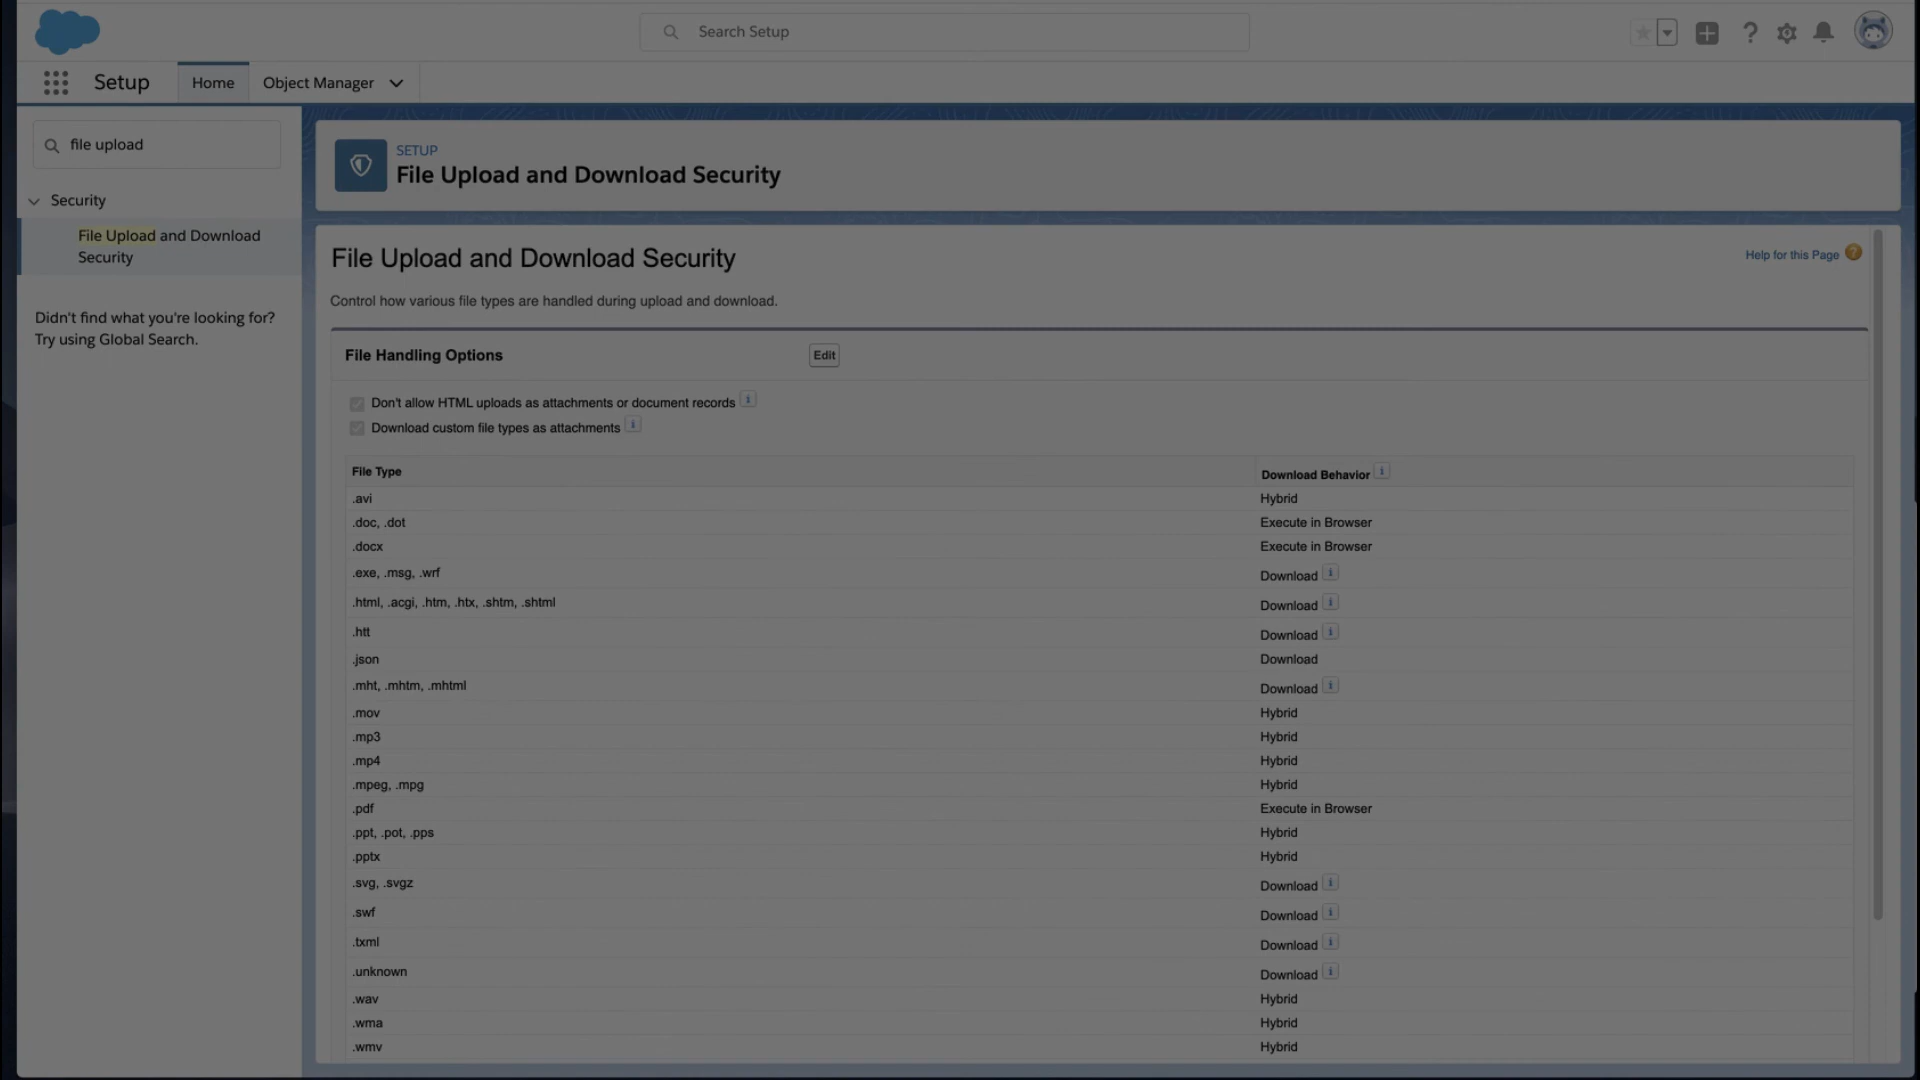 Search Setup
Setup
Home
Object Manager
file upload
Security
File Upload and Download
Security
Didn't find what you're looking for?
Try using Global Search.
SETUP
File Upload and Download Security
File Upload and Download Security
Help for this Page
Control how various file types are handled during upload and download.
File Handling Options
Edit
Don't allow HTML uploads as attachments or document records
Download custom file types as attachments
File Type Download Behavior
.avi Hybrid
.doc, .dot Execute in Browser
.docx Execute in Browser
.exe, .msg, .wrf Download
.html, .acgi, .htm, .htx, .shtm, .shtml Download
.htt Download
.json Download
.mht, .mhtm, .mhtml Download
.mov Hybrid
.mp3 Hybrid
.mp4 Hybrid
.mpeg, .mpg Hybrid
.pdf Execute in Browser
.ppt, .pot, .pps Hybrid
.pptx Hybrid
.svg, .svgz Download
.swf Download
.txml Download
.unknown Download
.wav Hybrid
.wma Hybrid
.wmv Hybrid